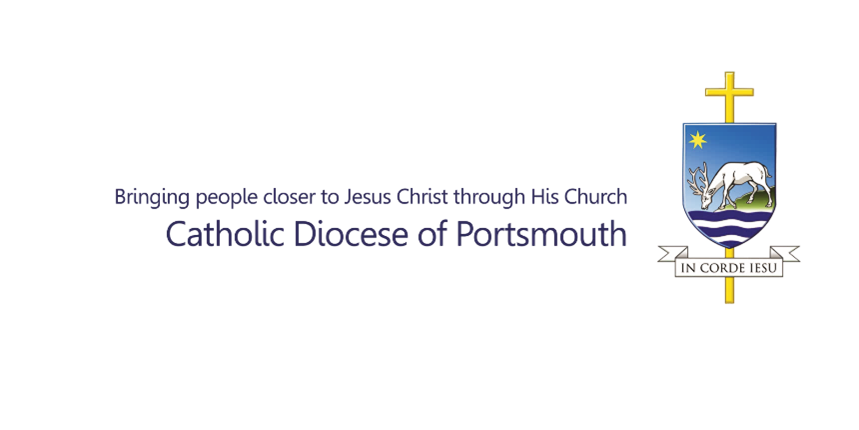 Bringing people closer to Jesus Christ through His Church
Catholic Diocese of Portsmouth
IN CORDE IESU